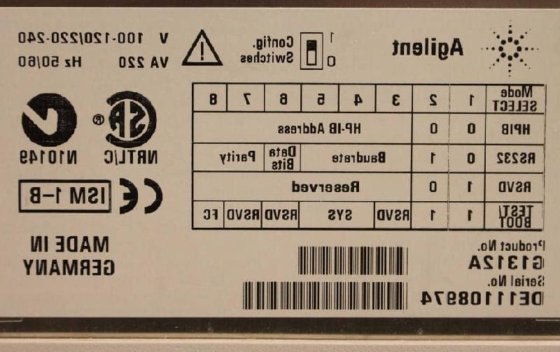 Agilent
Config. Switches
1
0
V 100-120/220-240
VA 220 Hz 50/60
Mode SELECT 1 2 3 4 5 6 7 8
HPIB 0 0 HP-IB Address
RS232 0 1 Baudrate Data Bits Parity
RSVD 1 0 Reserved
TEST/ BOOT 1 1 RSVD SYS RSVD RSVD FC
SA ®
NRTL/C N10149
CE ISM 1-B
Product No.
G1312A
Serial No.
DE11108974
MADE IN
GERMANY